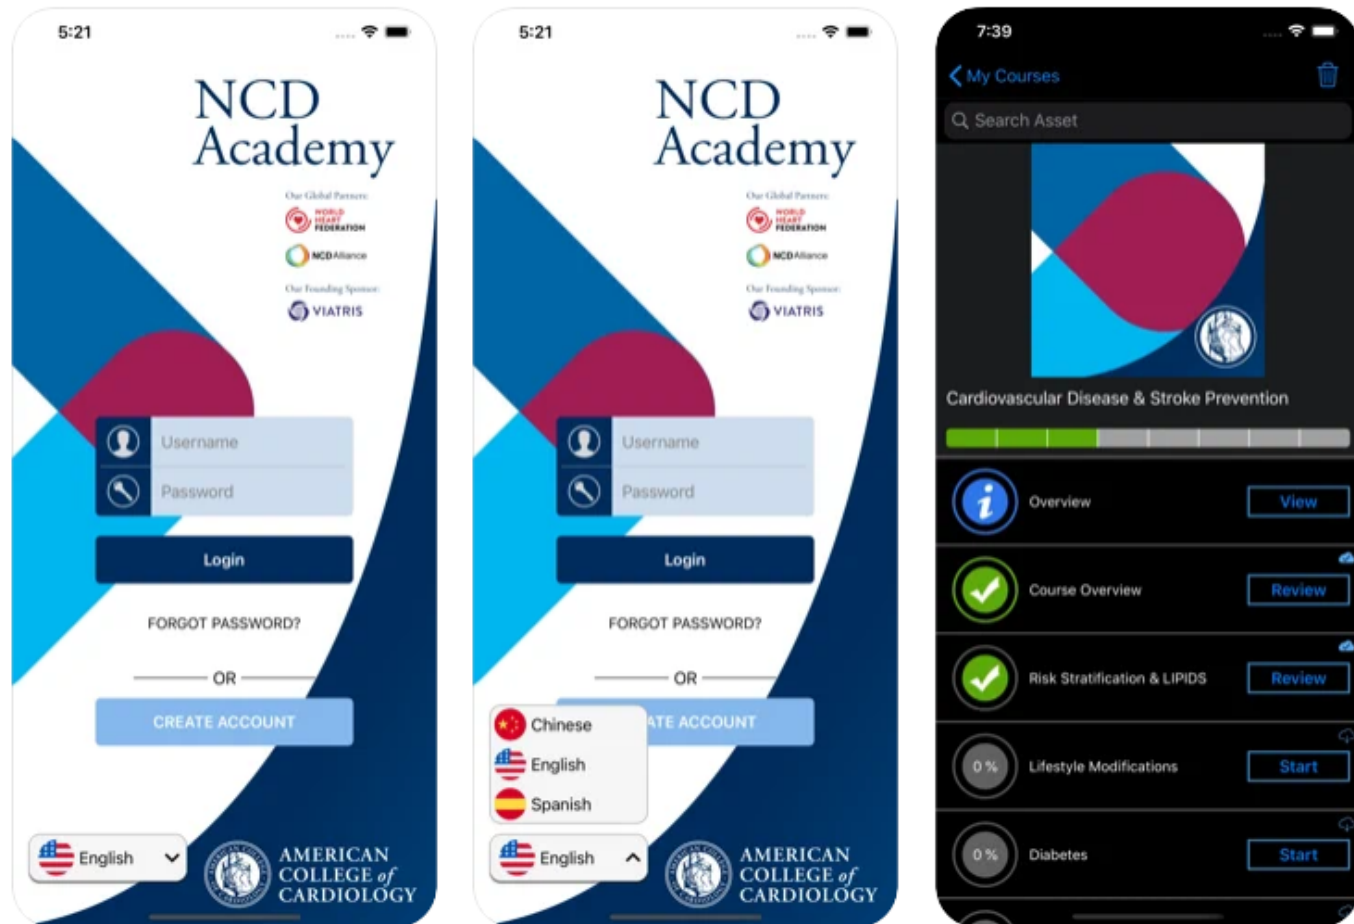 5:21
NCD
Academy
Our Global Partners:
WORLD
HEART
FEDERATION
NCDAlliance
Our Founding Sponsor:
VIATRIS
Username
Password
Login
FORGOT PASSWORD?
OR
CREATE ACCOUNT
English
AMERICAN
COLLEGE of
CARDIOLOGY
5:21
NCD
Academy
Our Global Partners:
WORLD
HEART
FEDERATION
NCDAlliance
Our Founding Sponsor:
VIATRIS
Username
Password
Login
FORGOT PASSWORD?
OR
ATE ACCOUNT
Chinese
English
Spanish
English
AMERICAN
COLLEGE of
CARDIOLOGY
7:39
My Courses
Search Asset
Cardiovascular Disease & Stroke Prevention
Overview View
Course Overview Review
Risk Stratification & LIPIDS Review
0 % Lifestyle Modifications Start
0 % Diabetes Start